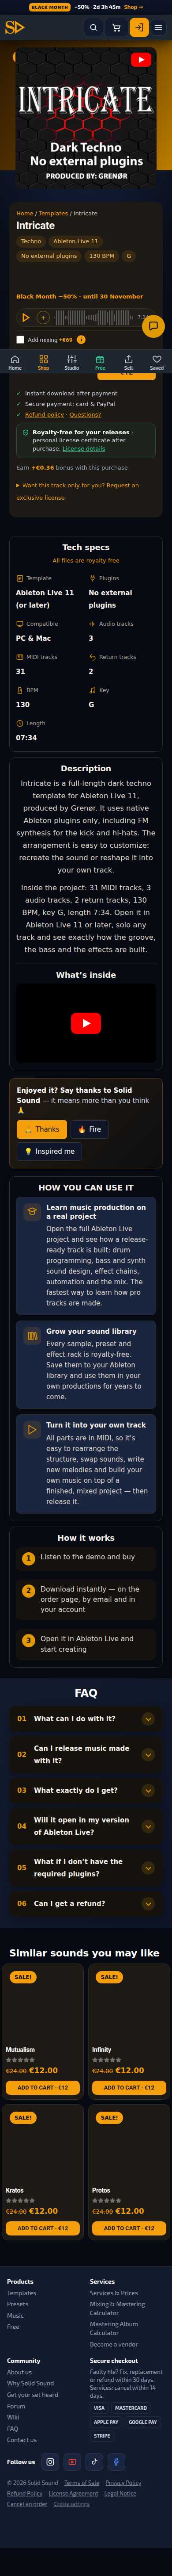 BLACK MONTH −50% · 2d 3h 45m Shop →
INTRICATE
Dark Techno
No external plugins
PRODUCED BY: GRENØR
Home / Templates / Intricate
Intricate
Techno Ableton Live 11
No external plugins 130 BPM G
Black Month −50% · until 30 November
Add mixing +€69
Home Shop Studio Free Sell Saved
✓ Instant download after payment
✓ Secure payment: card & PayPal
✓ Refund policy · Questions?
Royalty-free for your releases ·
personal license certificate after
purchase. License details
Earn +€0.36 bonus with this purchase
▸ Want this track only for you? Request an
exclusive license
Tech specs
All files are royalty-free
Template Plugins
Ableton Live 11 No external
(or later) plugins
Compatible Audio tracks
PC & Mac 3
MIDI tracks Return tracks
31 2
BPM Key
130 G
Length
07:34
Description
Intricate is a full-length dark techno
template for Ableton Live 11,
produced by Grenør. It uses native
Ableton plugins only, including FM
synthesis for the kick and hi-hats. The
arrangement is easy to customize:
recreate the sound or reshape it into
your own track.
Inside the project: 31 MIDI tracks, 3
audio tracks, 2 return tracks, 130
BPM, key G, length 7:34. Open it in
Ableton Live 11 or later, solo any
track and see exactly how the groove,
the bass and the effects are built.
What’s inside
Enjoyed it? Say thanks to Solid
Sound — it means more than you think
🙏
👏 Thanks 🔥 Fire
💡 Inspired me
HOW YOU CAN USE IT
Learn music production on
a real project
Open the full Ableton Live
project and see how a release-
ready track is built: drum
programming, bass and synth
sound design, effect chains,
automation and the mix. The
fastest way to learn how pro
tracks are made.
Grow your sound library
Every sample, preset and
effect rack is royalty-free.
Save them to your Ableton
library and use them in your
own productions for years to
come.
Turn it into your own track
All parts are in MIDI, so it’s
easy to rearrange the
structure, swap sounds, write
new melodies and build your
own music on top of a
finished, mixed project — then
release it.
How it works
1 Listen to the demo and buy
2 Download instantly — on the
order page, by email and in
your account
3 Open it in Ableton Live and
start creating
FAQ
01 What can I do with it?
02 Can I release music made
with it?
03 What exactly do I get?
04 Will it open in my version
of Ableton Live?
05 What if I don’t have the
required plugins?
06 Can I get a refund?
Similar sounds you may like
SALE! SALE!
Mutualism Infinity
€24.00 €12.00 €24.00 €12.00
ADD TO CART · €12 ADD TO CART · €12
SALE! SALE!
Kratos Protos
€24.00 €12.00 €24.00 €12.00
ADD TO CART · €12 ADD TO CART · €12
Products Services
Templates Services & Prices
Presets Mixing & Mastering
Collector
Music Mastering Album
Calculator
Free Become a vendor
Community Secure checkout
About us Faulty file? Fix, replacement
or refund within 30 days.
Services: cancel within 14
days.
Why Solid Sound
Get your set heard
Forum VISA MASTERCARD
Wiki APPLE PAY GOOGLE PAY
FAQ STRIPE
Contact us
Follow us
© 2026 Solid Sound Terms of Sale Privacy Policy
Refund Policy License Agreement Legal Notice
Cancel an order Cookie settings